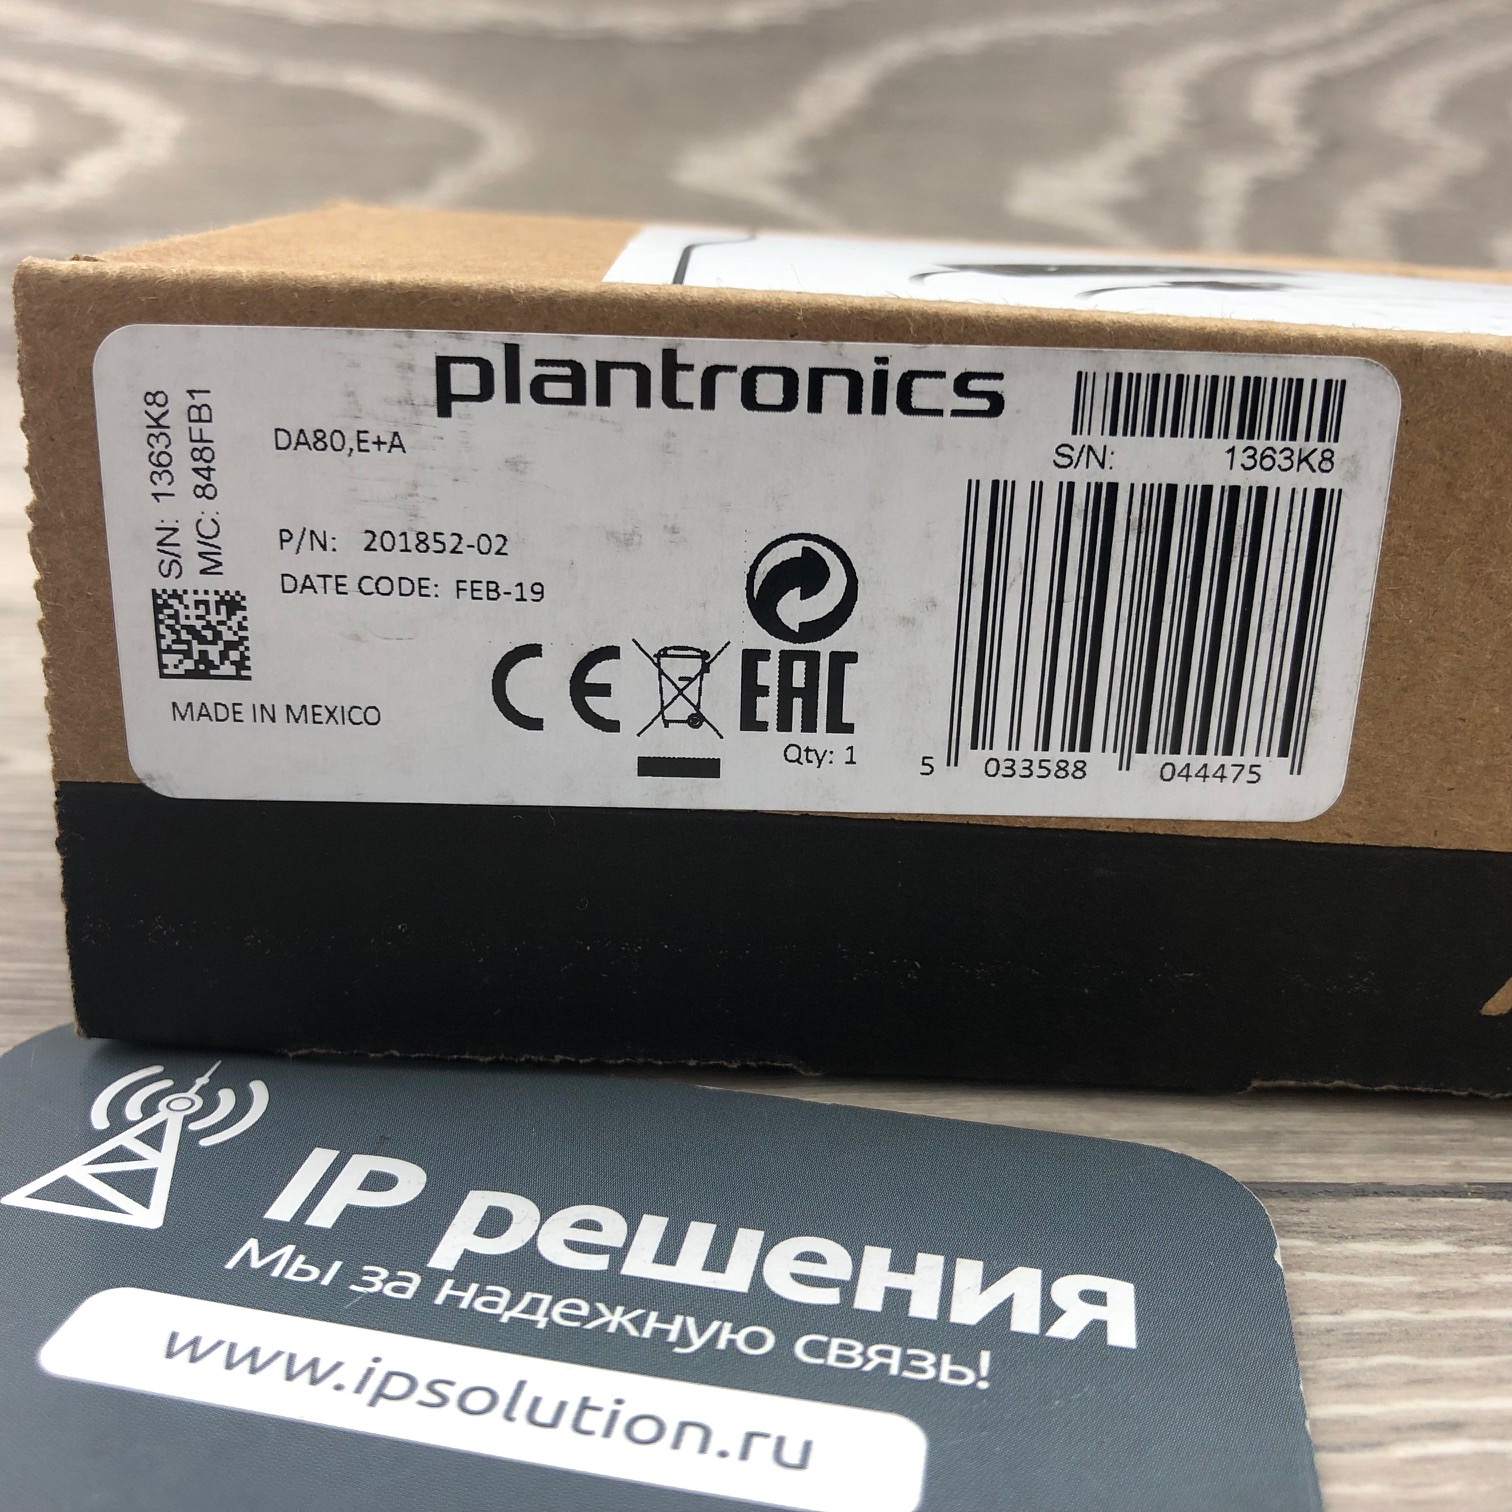 plantronics
S/N: 1363K8
M/C: 848FB1
DA80,E+A
P/N: 201852-02
DATE CODE: FEB-19
MADE IN MEXICO
CE
EAC
Qty: 1
S/N: 1363K8
5 033588 044475
IP решения
Мы за надежную связь!
www.ipsolution.ru